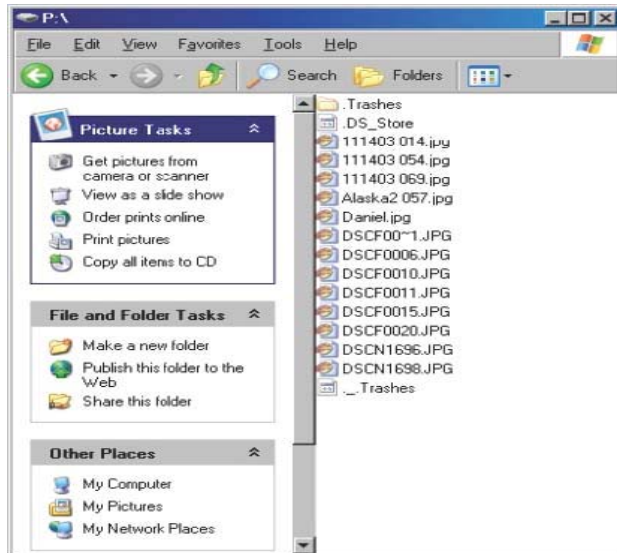 P:\
File Edit View Favorites Tools Help
Back Search Folders
Picture Tasks
Get pictures from
camera or scanner
View as a slide show
Order prints online
Print pictures
Copy all items to CD
File and Folder Tasks
Make a new folder
Publish this folder to the
Web
Share this folder
Other Places
My Computer
My Pictures
My Network Places
.Trashes
.DS_Store
111403 014.jpg
111403 054.jpg
111403 069.jpg
Alaska2 057.jpg
Daniel.jpg
DSCF00~1.JPG
DSCF0006.JPG
DSCF0010.JPG
DSCF0011.JPG
DSCF0015.JPG
DSCF0020.JPG
DSCN1696.JPG
DSCN1698.JPG
._.Trashes